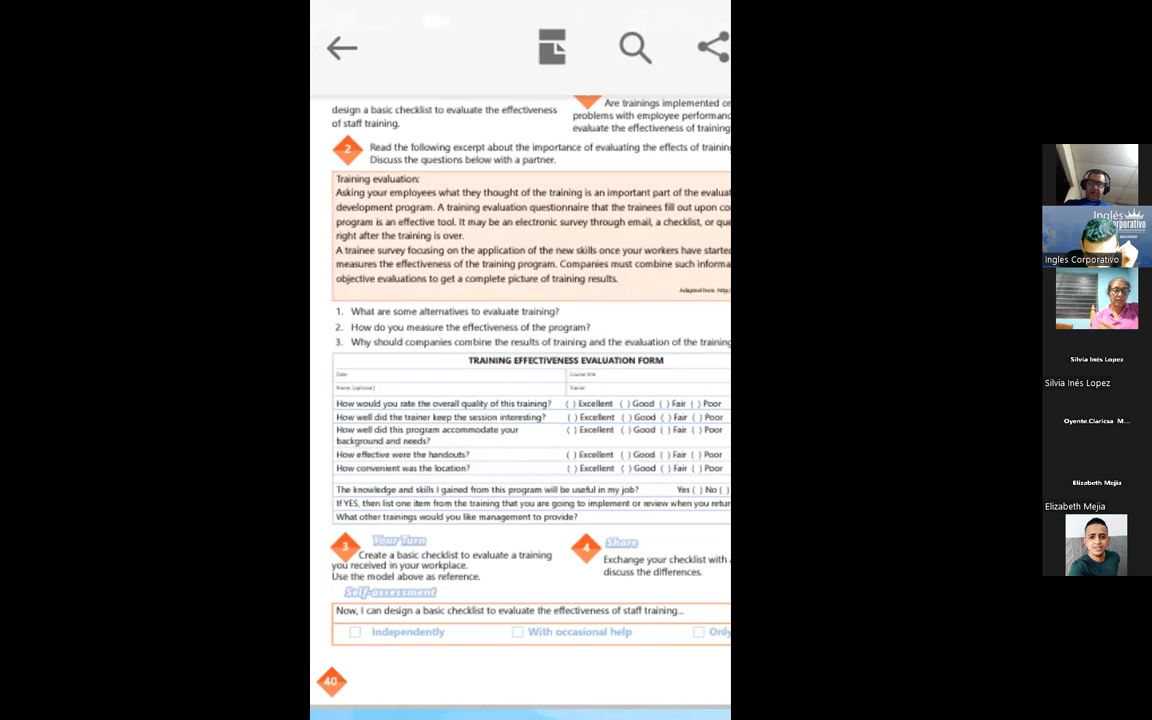 design a basic checklist to evaluate the effectiveness
of staff training.
Are trainings implemented or
problems with employee performanc
evaluate the effectiveness of training
2
Read the following excerpt about the importance of evaluating the effects of trainin
Discuss the questions below with a partner.
Training evaluation:
Asking your employees what they thought of the training is an important part of the evaluat
development program. A training evaluation questionnaire that the trainees fill out upon co
program is an effective tool. It may be an electronic survey through email, a checklist, or qu
right after the training is over.
A trainee survey focusing on the application of the new skills once your workers have starte
measures the effectiveness of the training program. Companies must combine such informa
objective evaluations to get a complete picture of training results.
Adapted from: http:
1. What are some alternatives to evaluate training?
2. How do you measure the effectiveness of the program?
3. Why should companies combine the results of training and the evaluation of the training
TRAINING EFFECTIVENESS EVALUATION FORM
Date Course title
Name (optional) Trainer
How would you rate the overall quality of this training? ( ) Excellent ( ) Good ( ) Fair ( ) Poor
How well did the trainer keep the session interesting? ( ) Excellent ( ) Good ( ) Fair ( ) Poor
How well did this program accommodate your ( ) Excellent ( ) Good ( ) Fair ( ) Poor
background and needs?
How effective were the handouts? ( ) Excellent ( ) Good ( ) Fair ( ) Poor
How convenient was the location? ( ) Excellent ( ) Good ( ) Fair ( ) Poor
The knowledge and skills I gained from this program will be useful in my job? Yes ( ) No ( )
If YES, then list one item from the training that you are going to implement or review when you retur
What other trainings would you like management to provide?
3 Your Turn
Create a basic checklist to evaluate a training
you received in your workplace.
Use the model above as reference.
4 Share
Exchange your checklist with
discuss the differences.
Self-assessment
Now, I can design a basic checklist to evaluate the effectiveness of staff training...
Independently With occasional help Only
40
Inglés
Corporativo
Ingles Corporativo
Silvia Inés Lopez
Silvia Inés Lopez
Oyente.Claricsa M...
Elizabeth Mejia
Elizabeth Mejia